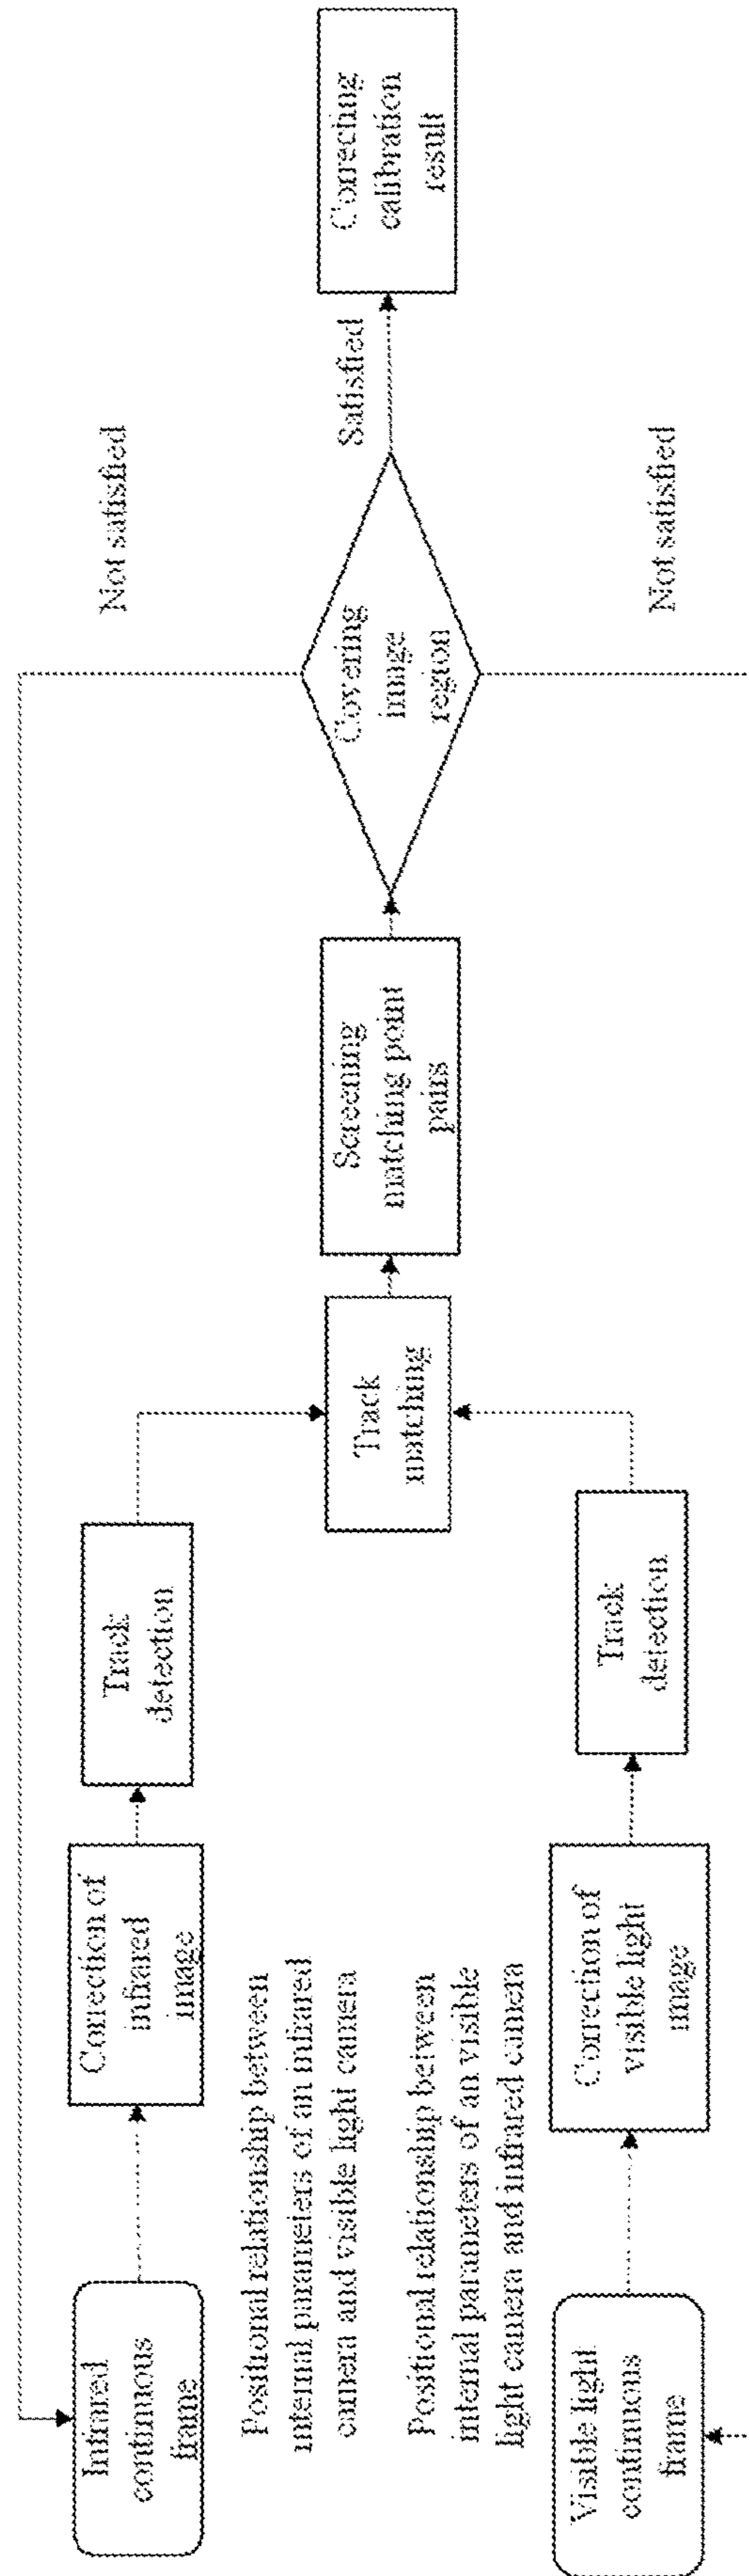 Infrared
continuous
frame
Correction of
infrared
image
Track
detection
Not satisfied
Positional relationship between
internal parameters of an infrared
camera and visible light camera
Track
matching
Screening
matching point
pairs
Covering
image
region
Satisfied
Correcting
calibration
result
Positional relationship between
internal parameters of an visible
light camera and infrared camera
Visible light
continuous
frame
Correction of
visible light
image
Track
detection
Not satisfied